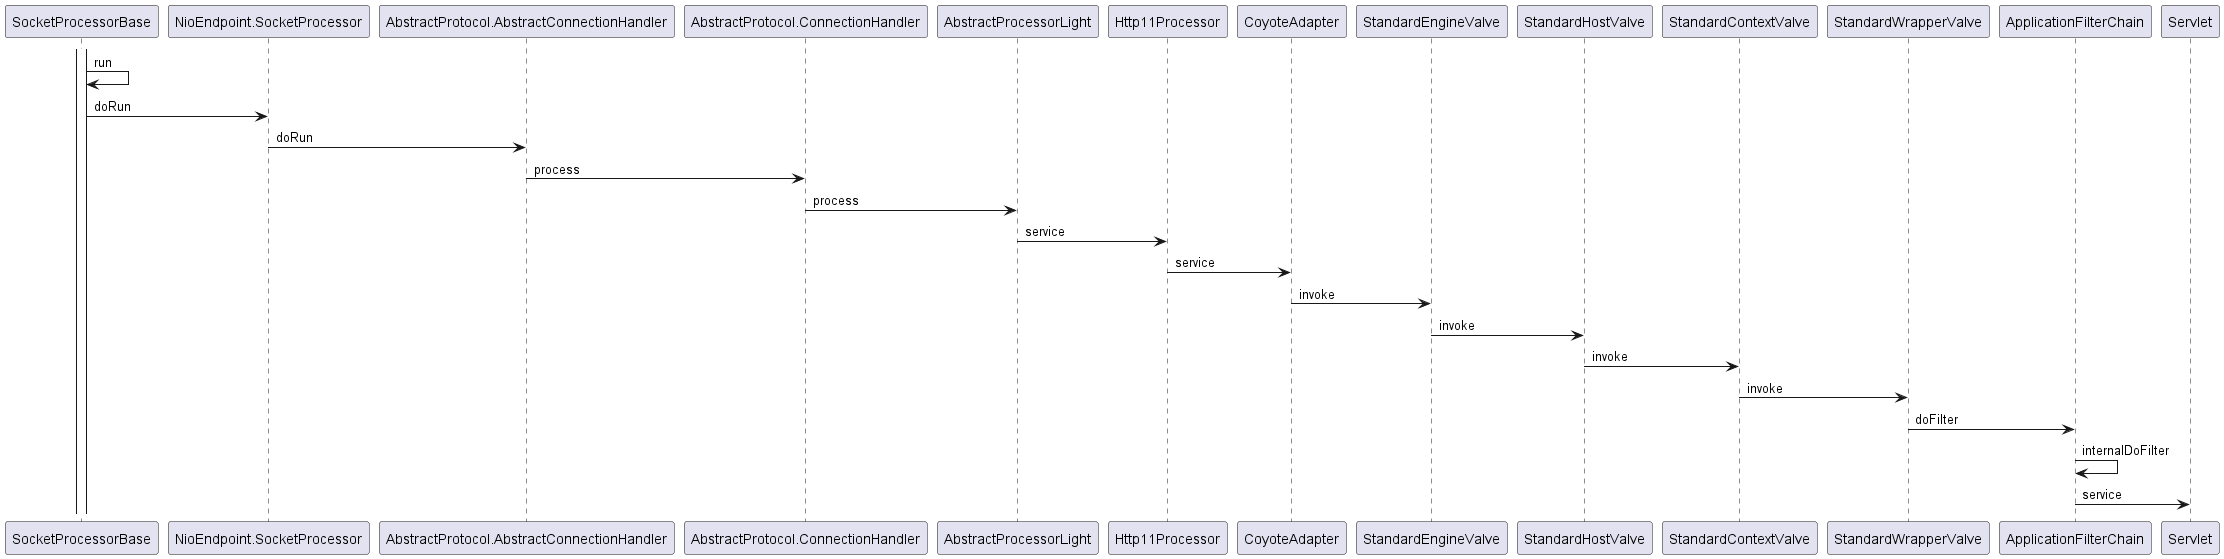 SocketProcessorBase
NioEndpoint.SocketProcessor
AbstractProtocol.AbstractConnectionHandler
AbstractProtocol.ConnectionHandler
AbstractProcessorLight
Http11Processor
CoyoteAdapter
StandardEngineValve
StandardHostValve
StandardContextValve
StandardWrapperValve
ApplicationFilterChain
Servlet
run
doRun
doRun
process
process
service
service
invoke
invoke
invoke
invoke
doFilter
internalDoFilter
service
SocketProcessorBase
NioEndpoint.SocketProcessor
AbstractProtocol.AbstractConnectionHandler
AbstractProtocol.ConnectionHandler
AbstractProcessorLight
Http11Processor
CoyoteAdapter
StandardEngineValve
StandardHostValve
StandardContextValve
StandardWrapperValve
ApplicationFilterChain
Servlet